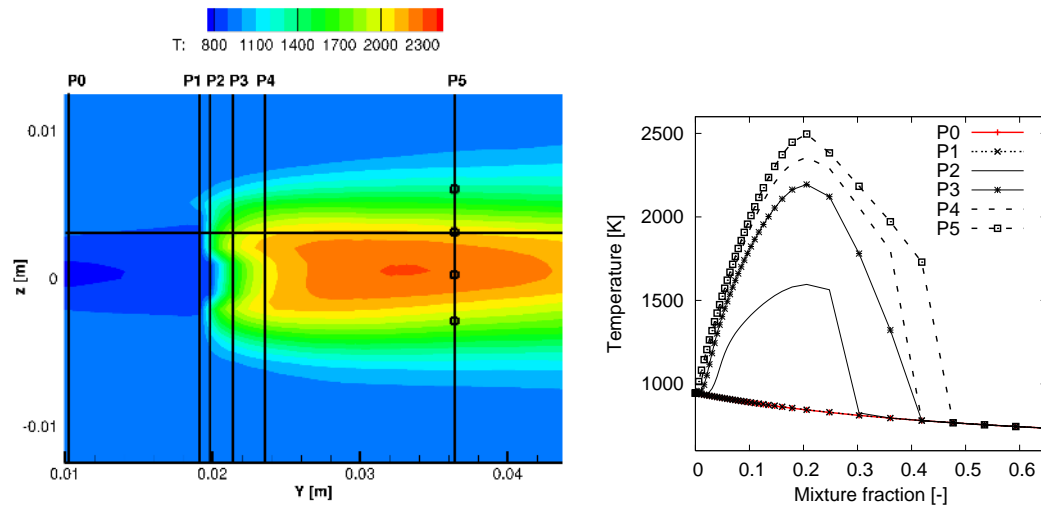 T: 800 1100 1400 1700 2000 2300
P0 P1 P2 P3 P4 P5
0.01
0
-0.01
z [m]
0.01 0.02 0.03 0.04
Y [m]
2500
2000
1500
1000
Temperature [K]
P0
P1
P2
P3
P4
P5
0 0.1 0.2 0.3 0.4 0.5 0.6
Mixture fraction [-]